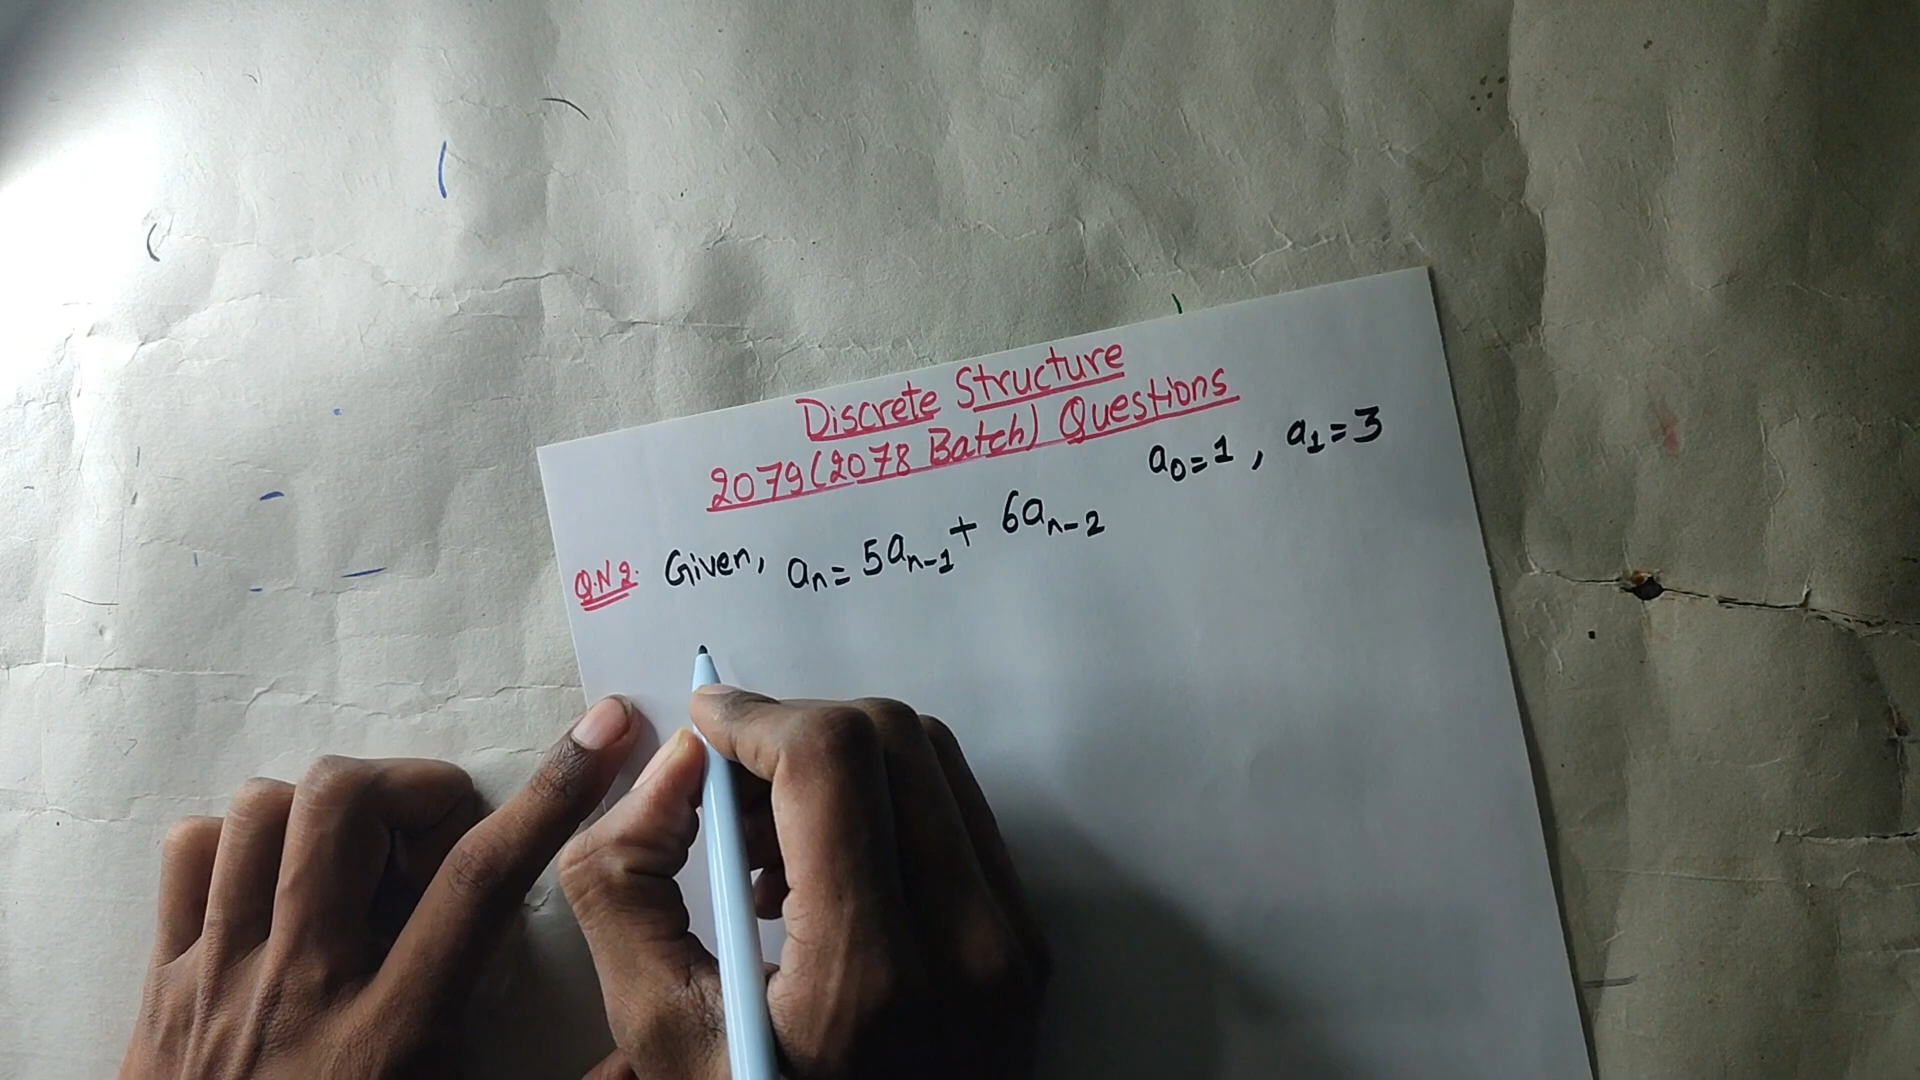 Discrete Structure
2079(2078 Batch) Questions
Q.N 2. Given, aₙ = 5aₙ₋₁ + 6aₙ₋₂ a₀=1, a₁=3